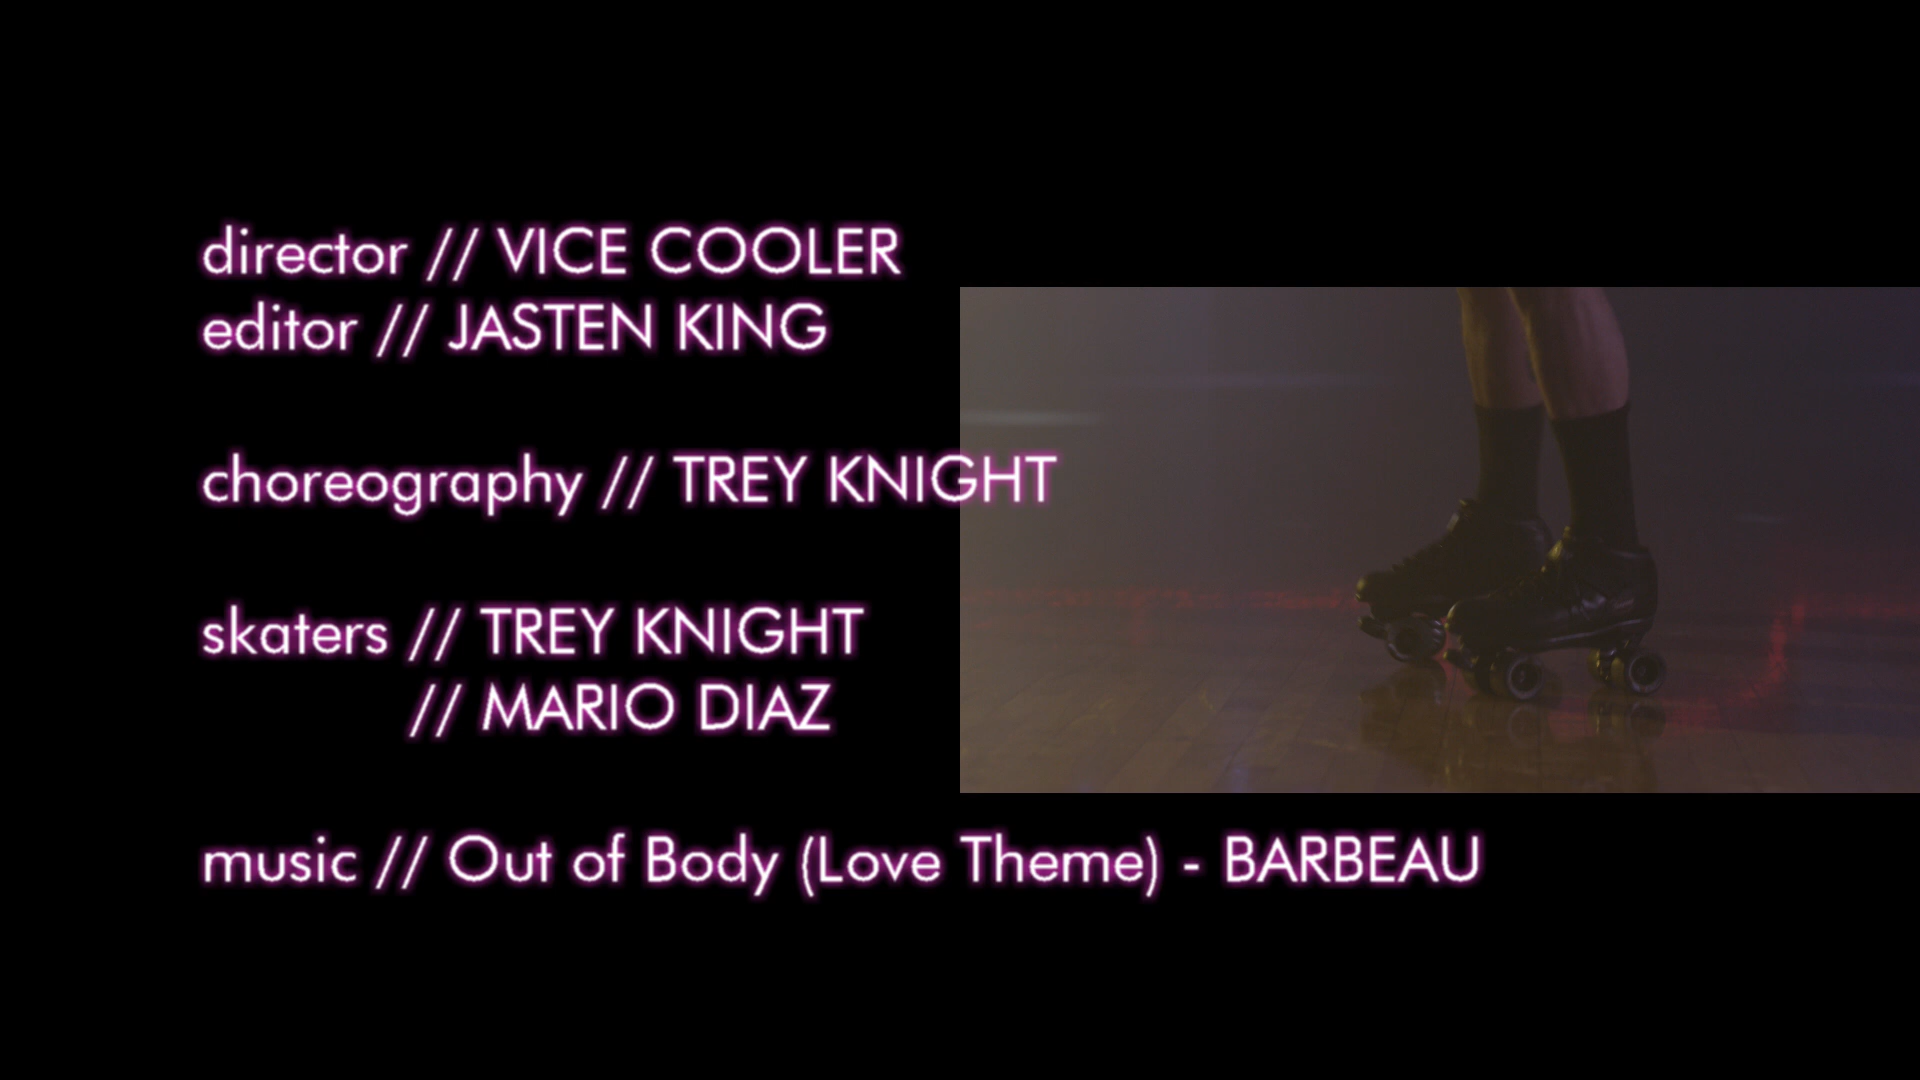 director // VICE COOLER
editor // JASTEN KING
choreography // TREY KNIGHT
skaters // TREY KNIGHT
// MARIO DIAZ
music // Out of Body (Love Theme) - BARBEAU